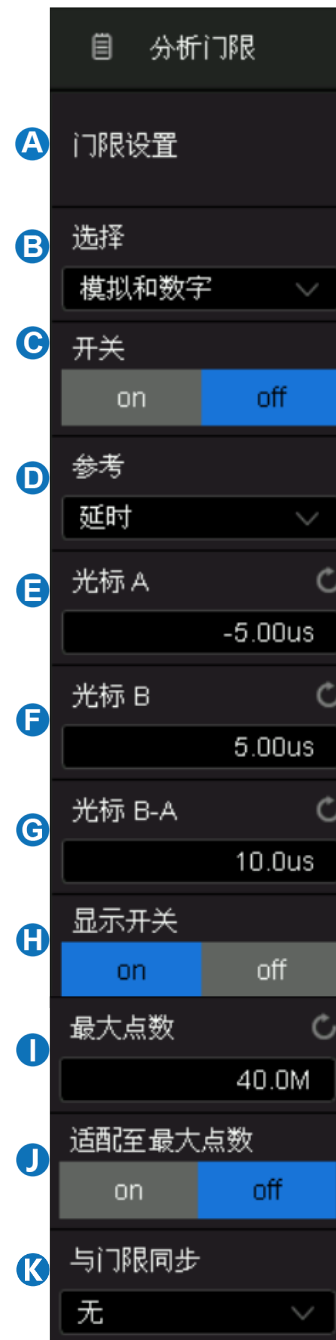 分析门限
A 门限设置
B 选择
模拟和数字
C 开关
on off
D 参考
延时
E 光标 A
-5.00us
F 光标 B
5.00us
G 光标 B-A
10.0us
H 显示开关
on off
I 最大点数
40.0M
J 适配至最大点数
on off
K 与门限同步
无